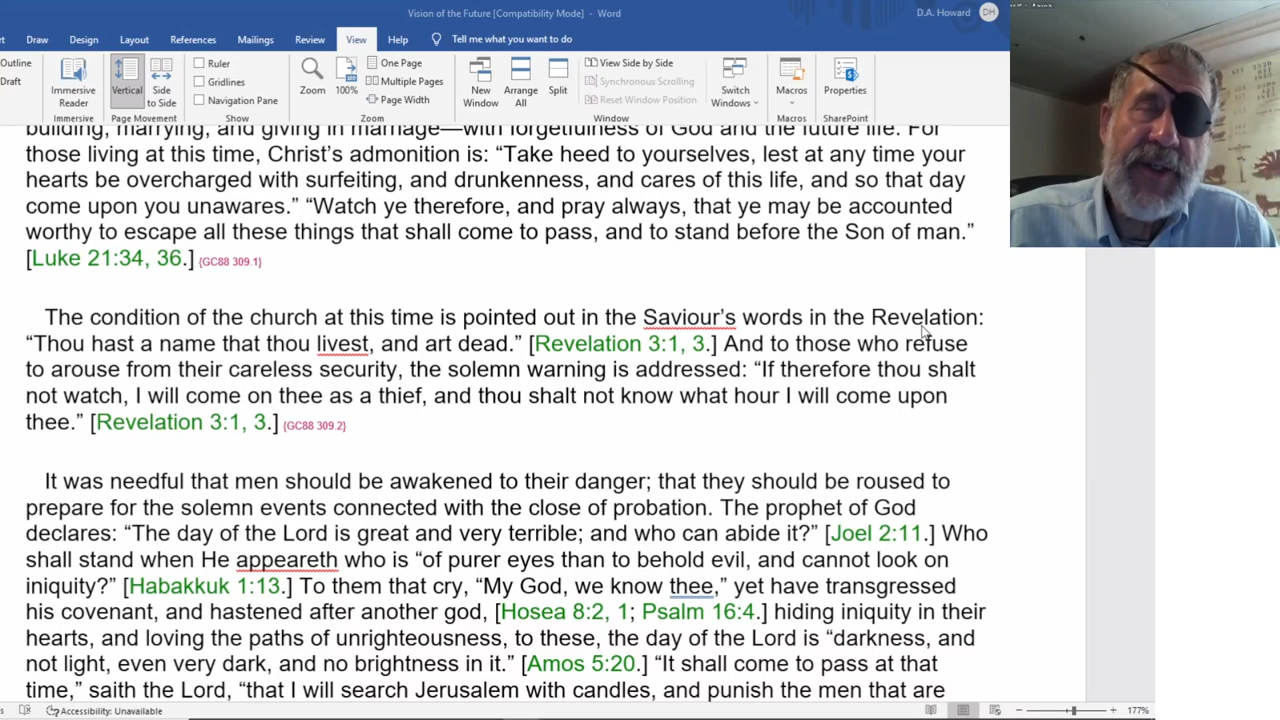 Vision of the Future [Compatibility Mode] - Word
D.A. Howard
DH
Draw Design Layout References Mailings Review View Help Tell me what you want to do
Outline
Draft
Immersive Reader
Immersive
Vertical
Side to Side
Page Movement
Ruler
Gridlines
Navigation Pane
Show
Zoom
100%
One Page
Multiple Pages
Page Width
Zoom
New Window
Arrange All
Split
View Side by Side
Synchronous Scrolling
Reset Window Position
Window
Switch Windows
Macros
Macros
Properties
SharePoint
building, marrying, and giving in marriage—with forgetfulness of God and the future life. For
those living at this time, Christ’s admonition is: “Take heed to yourselves, lest at any time your
hearts be overcharged with surfeiting, and drunkenness, and cares of this life, and so that day
come upon you unawares.” “Watch ye therefore, and pray always, that ye may be accounted
worthy to escape all these things that shall come to pass, and to stand before the Son of man.”
[Luke 21:34, 36.] {GC88 309.1}
The condition of the church at this time is pointed out in the Saviour’s words in the Revelation:
“Thou hast a name that thou livest, and art dead.” [Revelation 3:1, 3.] And to those who refuse
to arouse from their careless security, the solemn warning is addressed: “If therefore thou shalt
not watch, I will come on thee as a thief, and thou shalt not know what hour I will come upon
thee.” [Revelation 3:1, 3.] {GC88 309.2}
It was needful that men should be awakened to their danger; that they should be roused to
prepare for the solemn events connected with the close of probation. The prophet of God
declares: “The day of the Lord is great and very terrible; and who can abide it?” [Joel 2:11.] Who
shall stand when He appeareth who is “of purer eyes than to behold evil, and cannot look on
iniquity?” [Habakkuk 1:13.] To them that cry, “My God, we know thee,” yet have transgressed
his covenant, and hastened after another god, [Hosea 8:2, 1; Psalm 16:4.] hiding iniquity in their
hearts, and loving the paths of unrighteousness, to these, the day of the Lord is “darkness, and
not light, even very dark, and no brightness in it.” [Amos 5:20.] “It shall come to pass at that
time,” saith the Lord, “that I will search Jerusalem with candles, and punish the men that are
Accessibility: Unavailable
177%